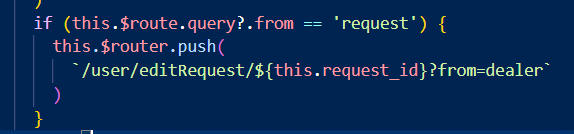 )
if (this.$route.query?.from == 'request') {
this.$router.push(
`/user/editRequest/${this.request_id}?from=dealer`
)
}